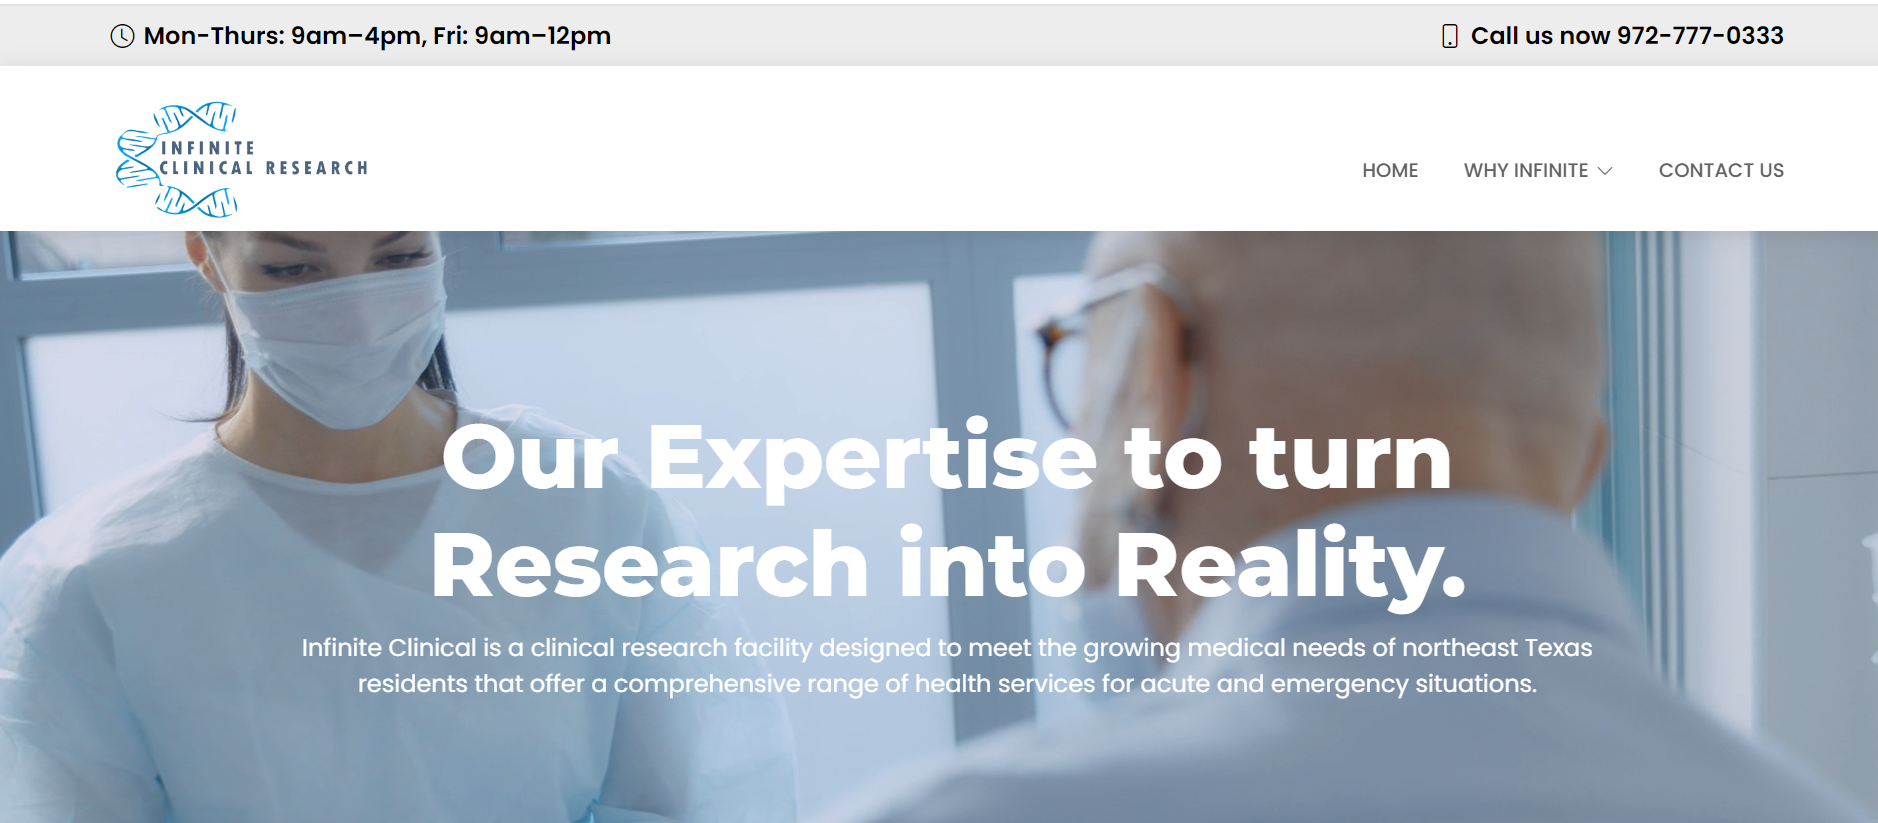 Mon-Thurs: 9am–4pm, Fri: 9am–12pm
Call us now 972-777-0333
INFINITE
CLINICAL RESEARCH
HOME
WHY INFINITE
CONTACT US
Our Expertise to turn
Research into Reality.
Infinite Clinical is a clinical research facility designed to meet the growing medical needs of northeast Texas
residents that offer a comprehensive range of health services for acute and emergency situations.